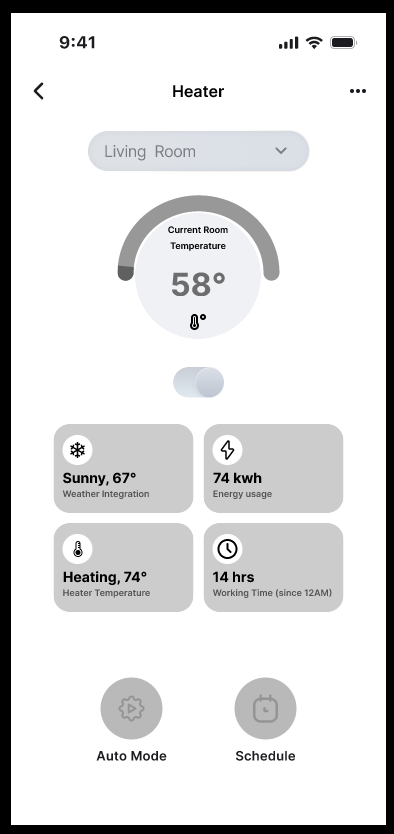 9:41
Heater
Living Room
Current Room
Temperature
58°
Sunny, 67°
Weather Integration
74 kwh
Energy usage
Heating, 74°
Heater Temperature
14 hrs
Working Time (since 12AM)
Auto Mode
Schedule